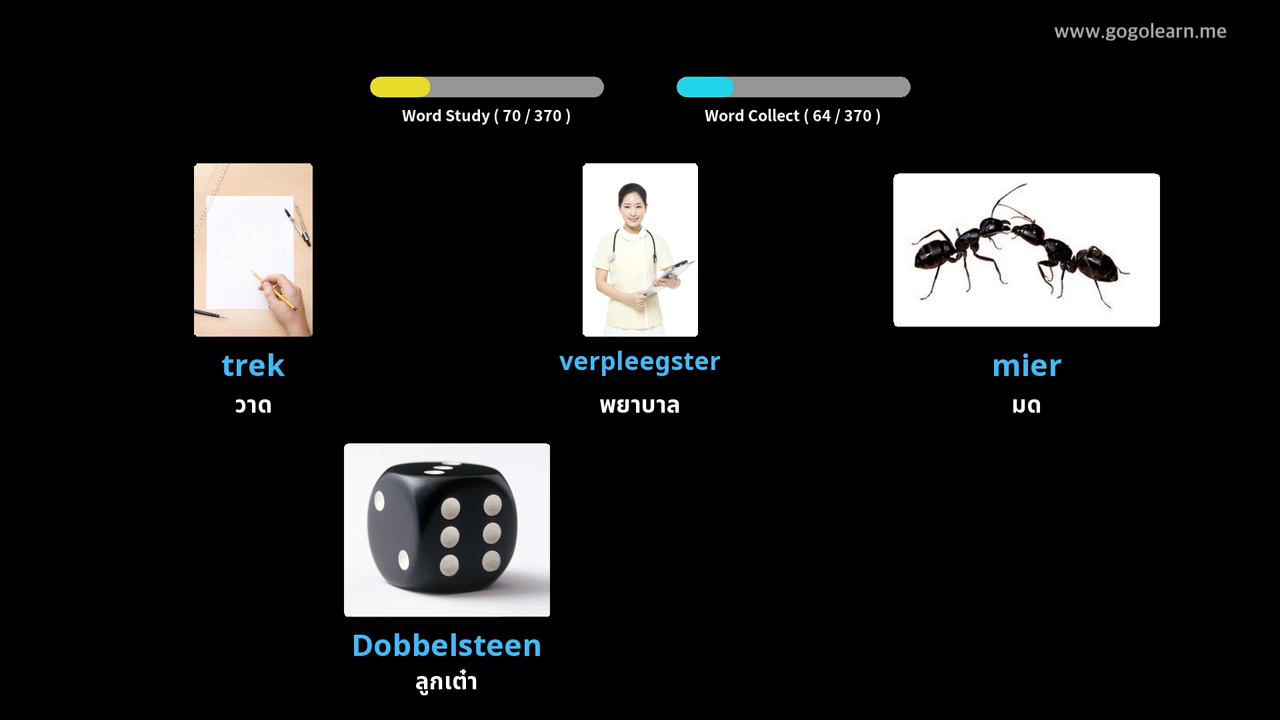 www.gogolearn.me
Word Study ( 70 / 370 )
Word Collect ( 64 / 370 )
trek
วาด
verpleegster
พยาบาล
mier
มด
Dobbelsteen
ลูกเต๋า